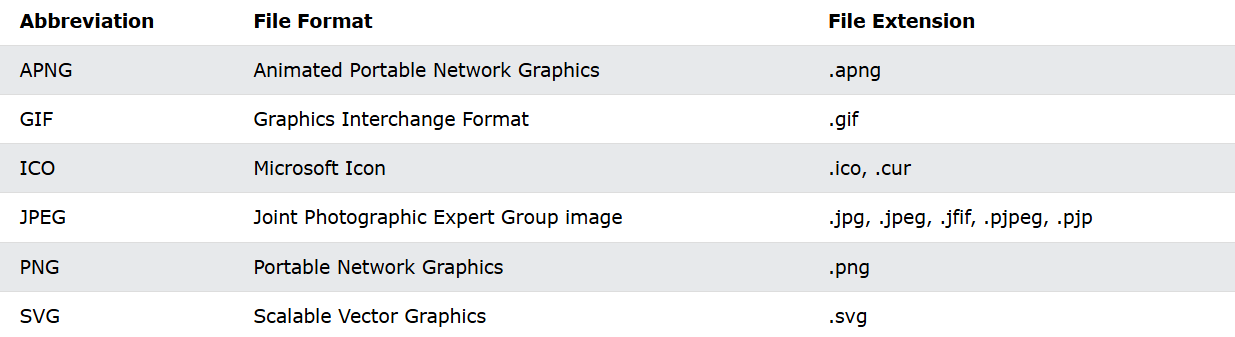 Abbreviation File Format File Extension
APNG Animated Portable Network Graphics .apng
GIF Graphics Interchange Format .gif
ICO Microsoft Icon .ico, .cur
JPEG Joint Photographic Expert Group image .jpg, .jpeg, .jfif, .pjpeg, .pjp
PNG Portable Network Graphics .png
SVG Scalable Vector Graphics .svg